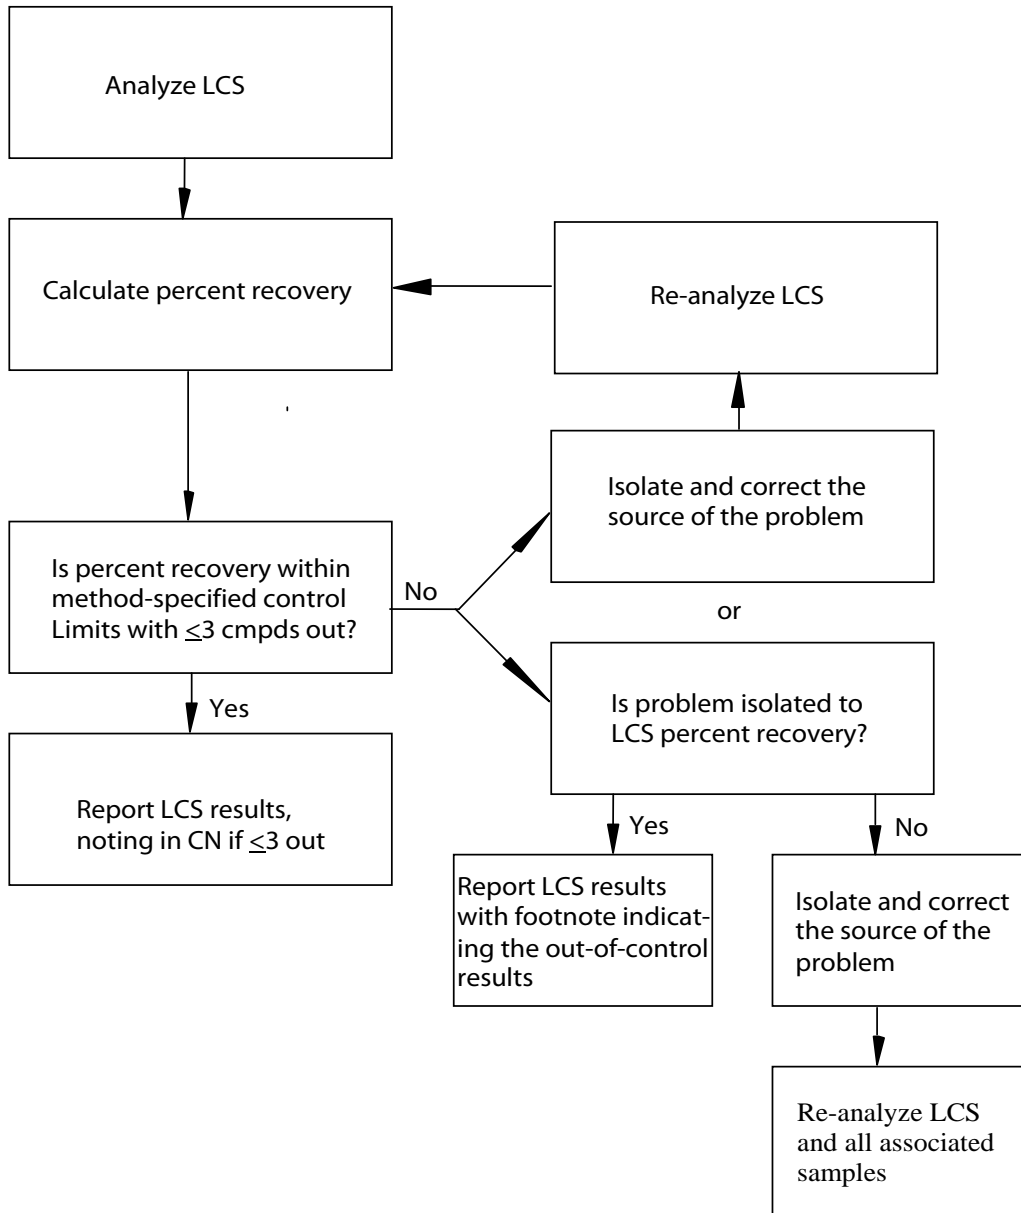 Analyze LCS
Calculate percent recovery
Re-analyze LCS
Isolate and correct the
source of the problem
Is percent recovery within
method-specified control
Limits with ≤3 cmpds out?
No
or
Is problem isolated to
LCS percent recovery?
Yes
Report LCS results,
noting in CN if ≤3 out
Yes
No
Report LCS results
with footnote indicat-
ing the out-of-control
results
Isolate and correct
the source of the
problem
Re-analyze LCS
and all associated
samples